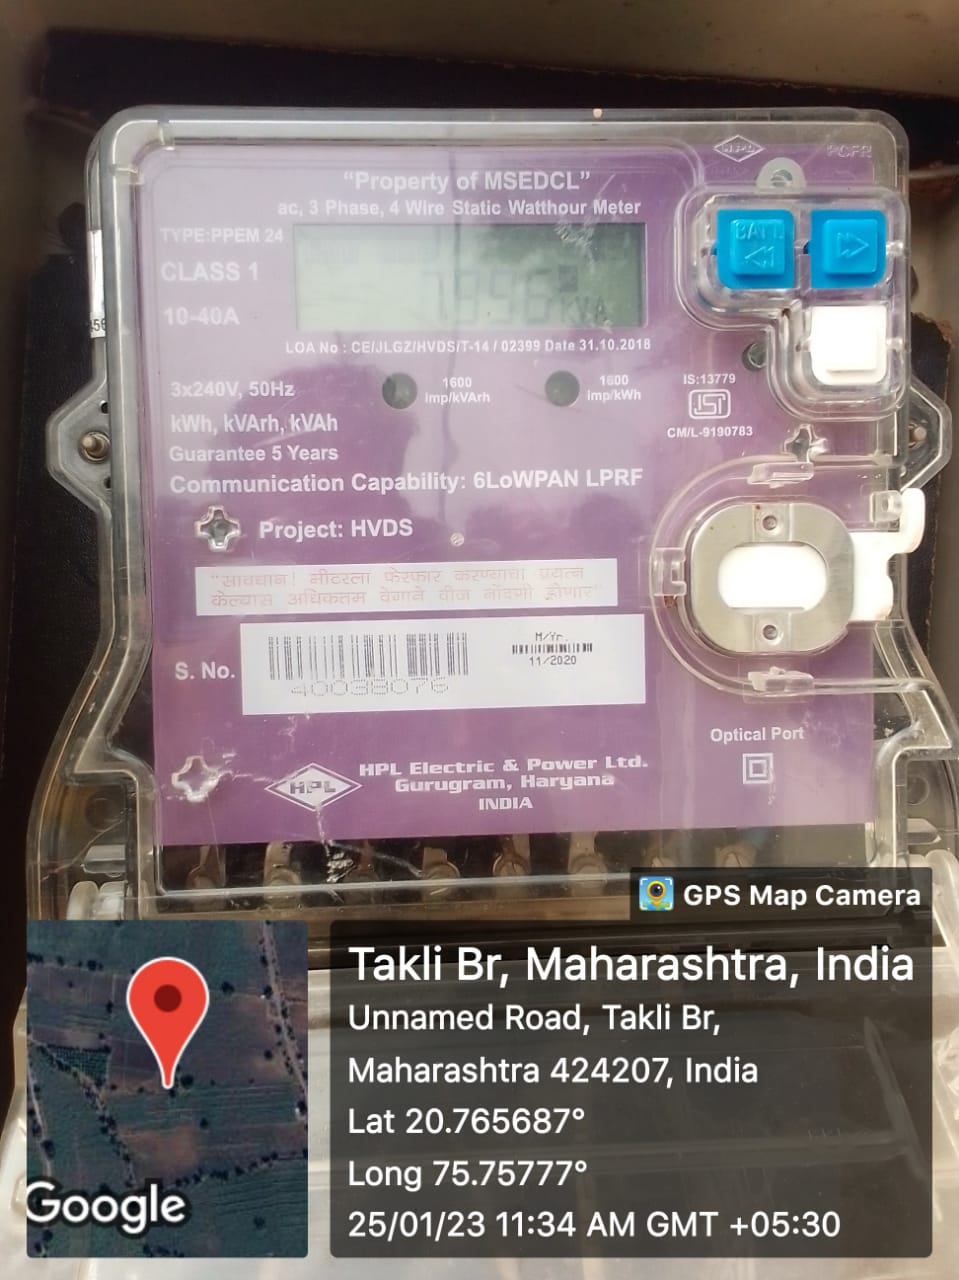 HPL
"Property of MSEDCL"
ac, 3 Phase, 4 Wire Static Watthour Meter
TYPE:PPEM 24
CLASS 1
10-40A
BATT.
kVA
LOA No : CE/JLGZ/HVDS/T-14 / 02399 Date 31.10.2018
3x240V, 50Hz
1600
imp/kVArh
1600
imp/kWh
IS:13779
ISI
CM/L-9190783
kWh, kVArh, kVAh
Guarantee 5 Years
Communication Capability: 6LoWPAN LPRF
Project: HVDS
"सावधान! मीटरला फेरफार करण्याचा प्रयत्न
केल्यास अधिकतम वेगाने वीज नोंदणी होणार"
S. No.
40038076
M/Yr.
11/2020
Optical Port
HPL
HPL Electric & Power Ltd.
Gurugram, Haryana
INDIA
GPS Map Camera
Takli Br, Maharashtra, India
Unnamed Road, Takli Br,
Maharashtra 424207, India
Lat 20.765687°
Long 75.75777°
25/01/23 11:34 AM GMT +05:30
Google